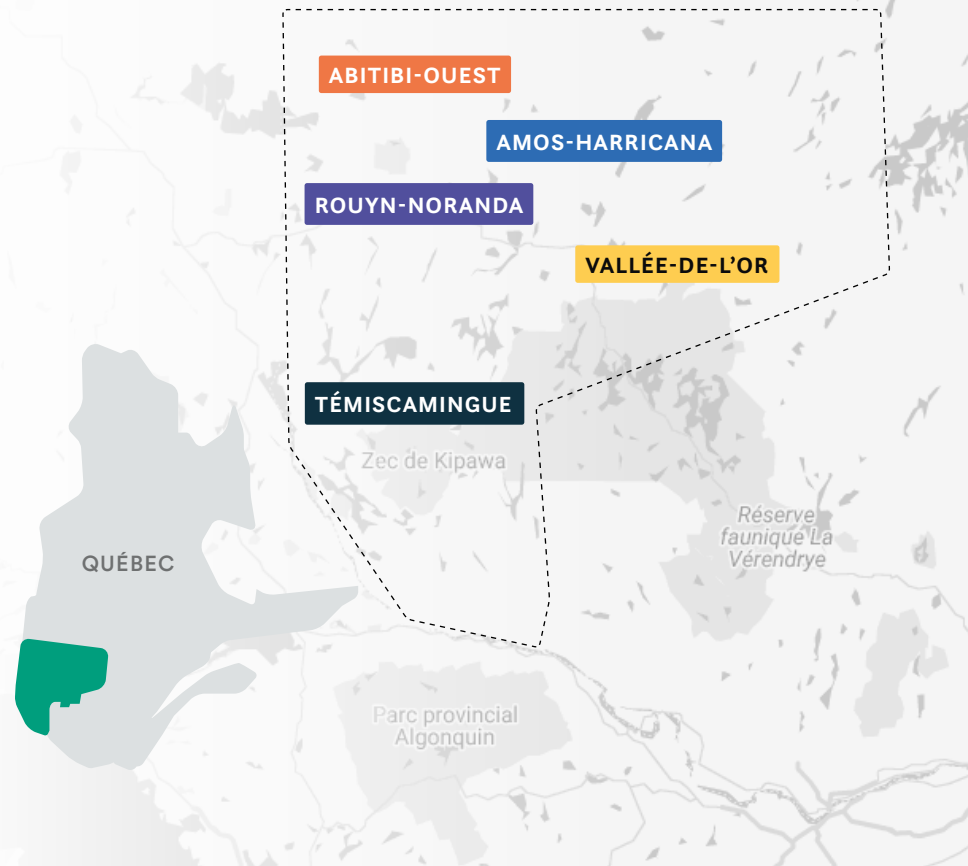 ABITIBI-OUEST
AMOS-HARRICANA
ROUYN-NORANDA
VALLÉE-DE-L’OR
TÉMISCAMINGUE
Zec de Kipawa
Réserve
faunique La
Vérendrye
QUÉBEC
Parc provincial
Algonquin